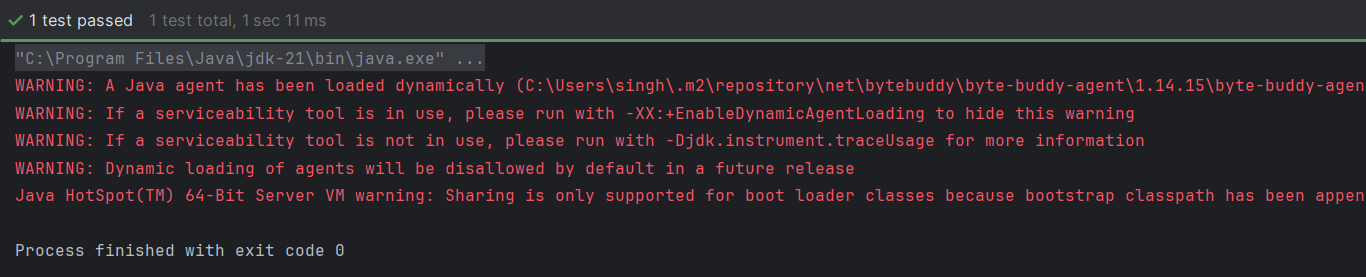 1 test passed 1 test total, 1 sec 11 ms
"C:\Program Files\Java\jdk-21\bin\java.exe" ...
WARNING: A Java agent has been loaded dynamically (C:\Users\singh\.m2\repository\net\bytebuddy\byte-buddy-agent\1.14.15\byte-buddy-agen
WARNING: If a serviceability tool is in use, please run with -XX:+EnableDynamicAgentLoading to hide this warning
WARNING: If a serviceability tool is not in use, please run with -Djdk.instrument.traceUsage for more information
WARNING: Dynamic loading of agents will be disallowed by default in a future release
Java HotSpot(TM) 64-Bit Server VM warning: Sharing is only supported for boot loader classes because bootstrap classpath has been appen
Process finished with exit code 0